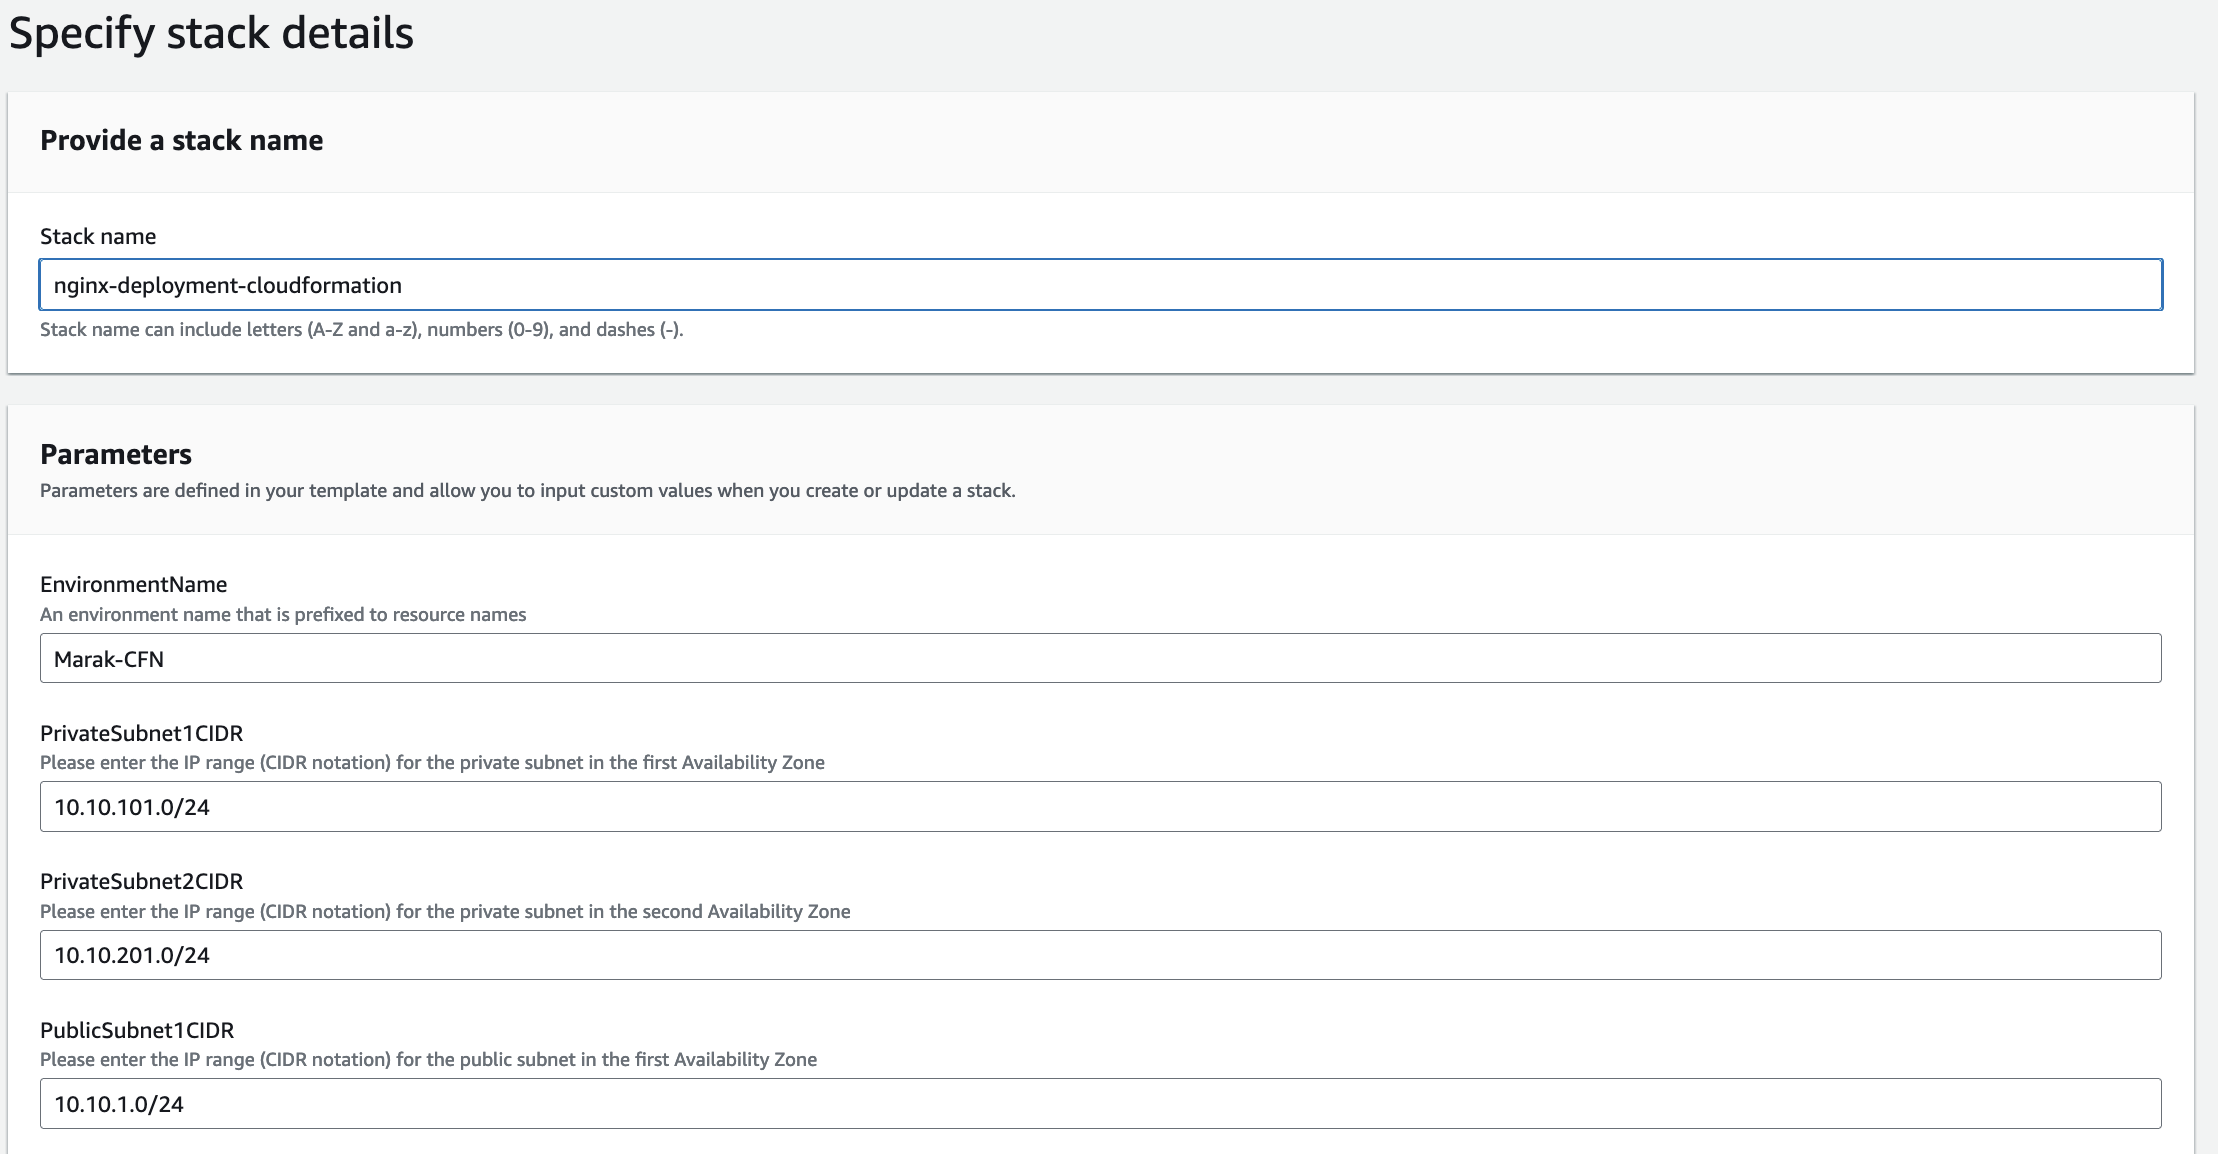 Specify stack details
Provide a stack name
Stack name
nginx-deployment-cloudformation
Stack name can include letters (A-Z and a-z), numbers (0-9), and dashes (-).
Parameters
Parameters are defined in your template and allow you to input custom values when you create or update a stack.
EnvironmentName
An environment name that is prefixed to resource names
Marak-CFN
PrivateSubnet1CIDR
Please enter the IP range (CIDR notation) for the private subnet in the first Availability Zone
10.10.101.0/24
PrivateSubnet2CIDR
Please enter the IP range (CIDR notation) for the private subnet in the second Availability Zone
10.10.201.0/24
PublicSubnet1CIDR
Please enter the IP range (CIDR notation) for the public subnet in the first Availability Zone
10.10.1.0/24